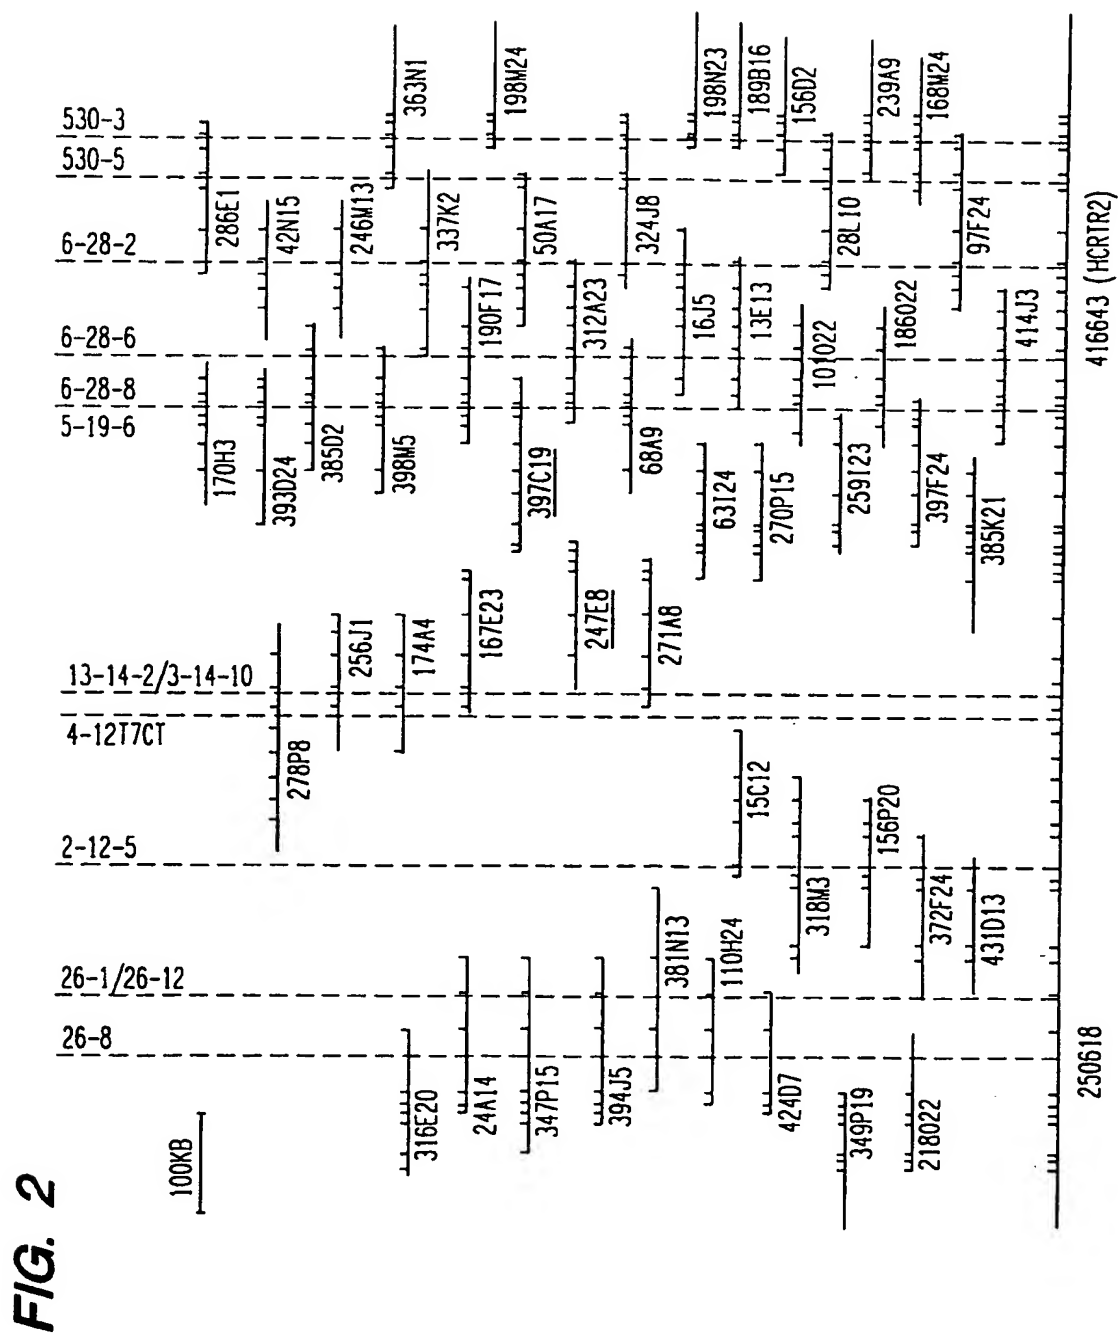 FIG. 2
100KB
26-8
26-1/26-12
2-12-5
4-12T7CT
13-14-2/3-14-10
5-19-6
6-28-8
6-28-6
6-28-2
530-5
530-3
170H3
286E1
278P8
393D24
42N15
385D2
256J1
246M13
398M5
174A4
363N1
316E20
337K2
24A14
167E23
190F17
198M24
347P15
397C19
50A17
394J5
247E8
312A23
381N13
271A8
68A9
324J8
110H24
63I24
16J5
198N23
15C12
270P15
13E13
189B16
424D7
318M3
101O22
156D2
349P19
156P20
259I23
28L10
218O22
372F24
186O22
239A9
397F24
168M24
431D13
385K21
97F24
414J3
250618
416643 (HCRTR2)